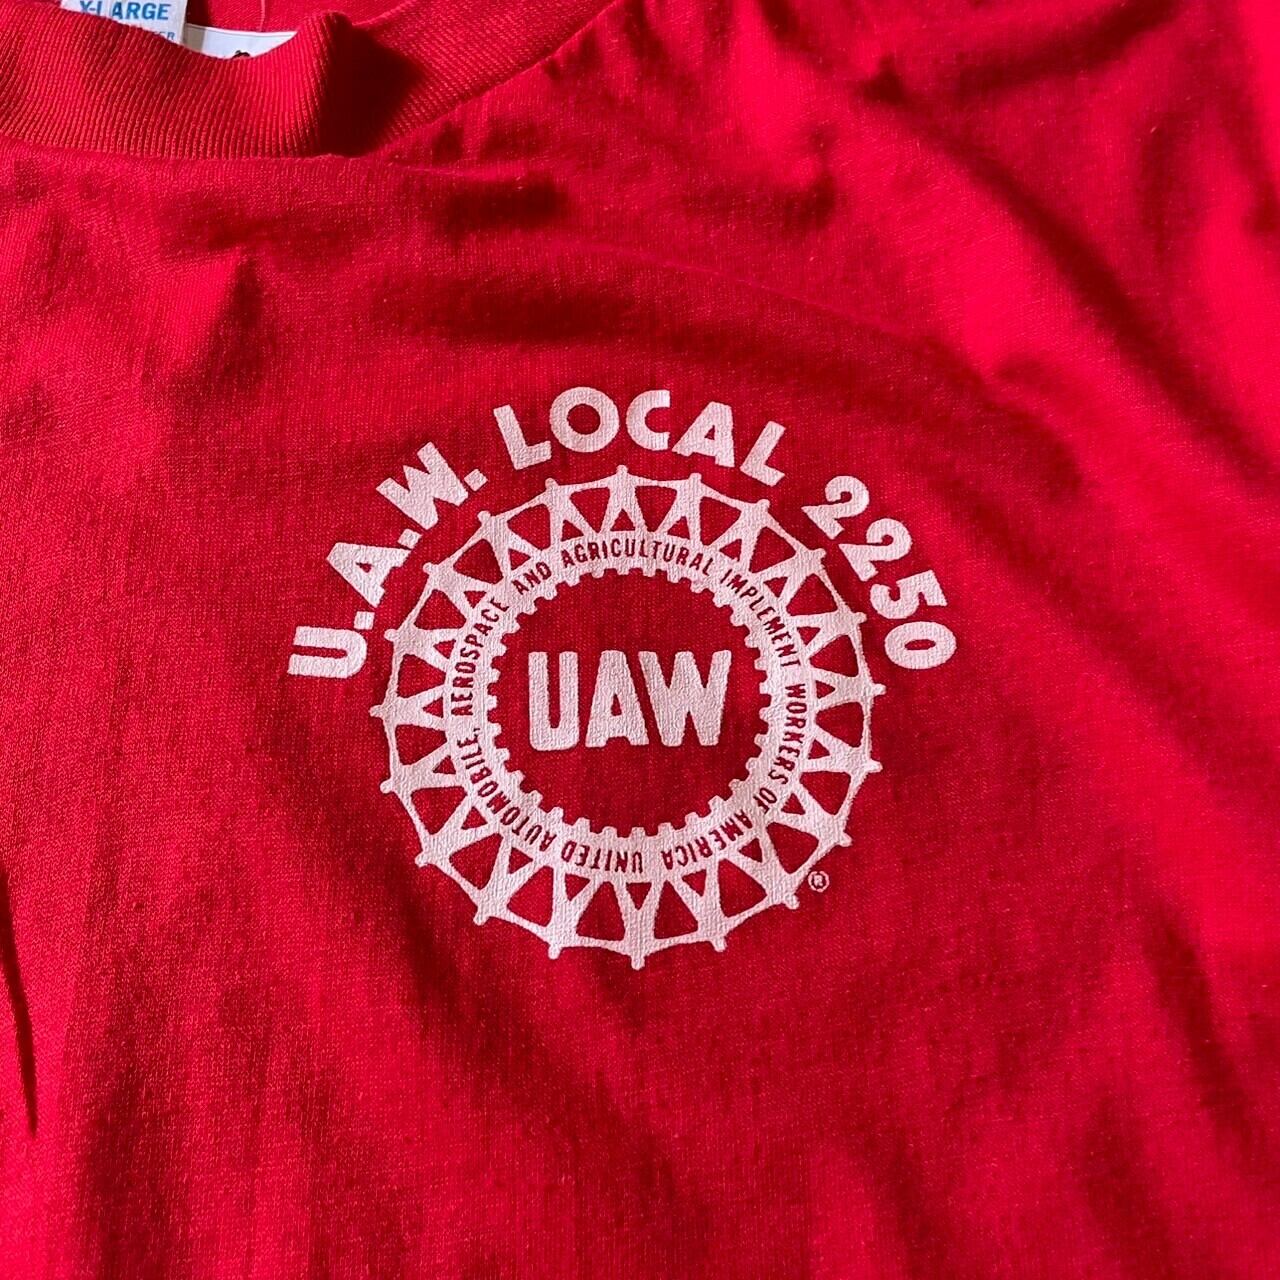 X-LARGE
U.A.W. LOCAL 2250
UNITED AUTOMOBILE, AEROSPACE AND AGRICULTURAL IMPLEMENT WORKERS OF AMERICA
UAW
®